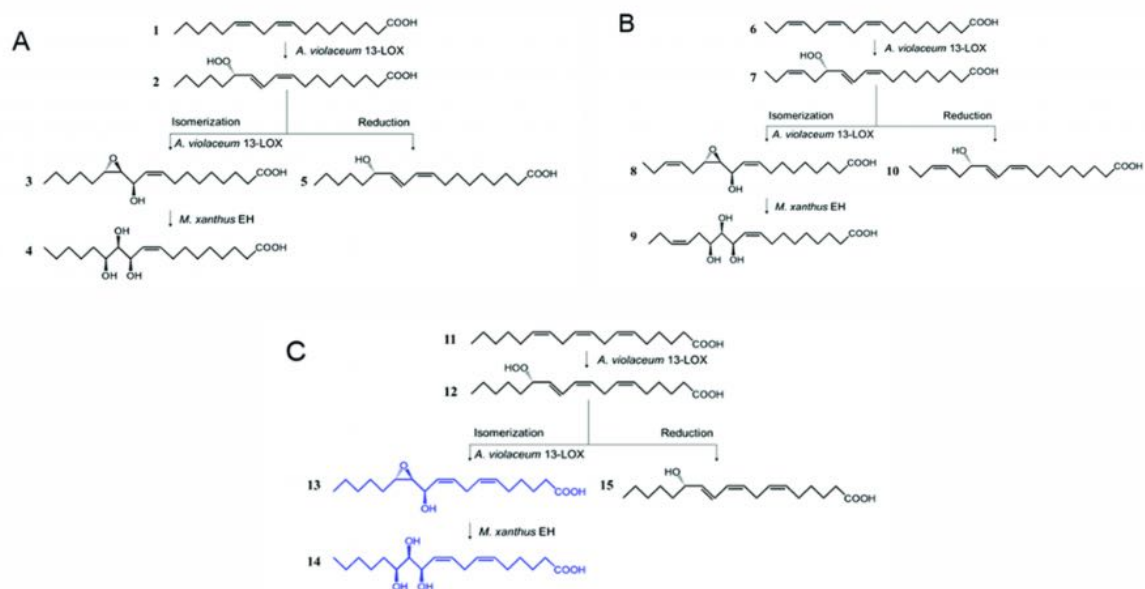 A
1 COOH
A. violaceum 13-LOX
HOO
2 COOH
Isomerization Reduction
A. violaceum 13-LOX
O
3 COOH
OH
HO
5 COOH
M. xanthus EH
OH
4 COOH
OH OH
B
6 COOH
A. violaceum 13-LOX
HOO
7 COOH
Isomerization Reduction
A. violaceum 13-LOX
O
8 COOH
OH
HO
10 COOH
M. xanthus EH
OH
9 COOH
OH OH
C
11 COOH
A. violaceum 13-LOX
HOO
12 COOH
Isomerization Reduction
A. violaceum 13-LOX
O
13 COOH
OH
HO
15 COOH
M. xanthus EH
OH
14 COOH
OH OH